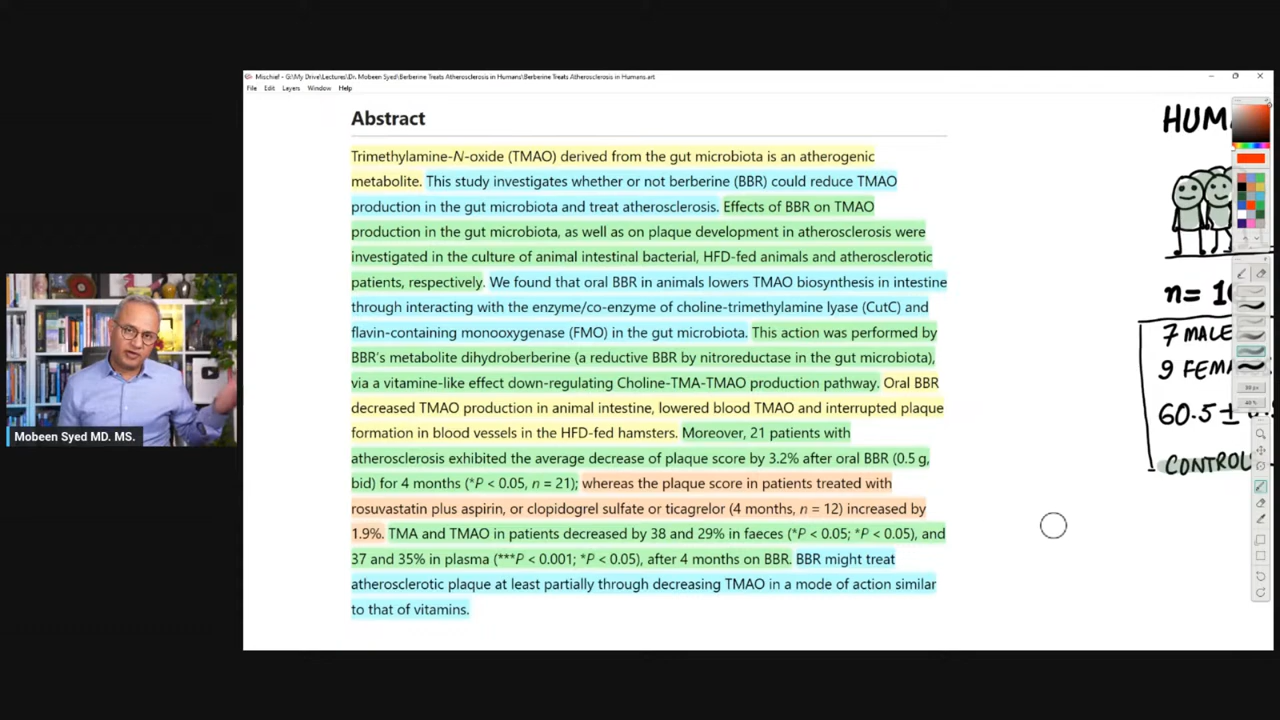 Mischief - G:\My Drive\Lectures\Dr. Mobeen Syed\Berberine Treats Atherosclerosis in Humans\Berberine Treats Atherosclerosis in Humans.art
File Edit Layers Window Help
Abstract
Trimethylamine-N-oxide (TMAO) derived from the gut microbiota is an atherogenic
metabolite. This study investigates whether or not berberine (BBR) could reduce TMAO
production in the gut microbiota and treat atherosclerosis. Effects of BBR on TMAO
production in the gut microbiota, as well as on plaque development in atherosclerosis were
investigated in the culture of animal intestinal bacterial, HFD-fed animals and atherosclerotic
patients, respectively. We found that oral BBR in animals lowers TMAO biosynthesis in intestine
through interacting with the enzyme/co-enzyme of choline-trimethylamine lyase (CutC) and
flavin-containing monooxygenase (FMO) in the gut microbiota. This action was performed by
BBR's metabolite dihydroberberine (a reductive BBR by nitroreductase in the gut microbiota),
via a vitamine-like effect down-regulating Choline-TMA-TMAO production pathway. Oral BBR
decreased TMAO production in animal intestine, lowered blood TMAO and interrupted plaque
formation in blood vessels in the HFD-fed hamsters. Moreover, 21 patients with
atherosclerosis exhibited the average decrease of plaque score by 3.2% after oral BBR (0.5 g,
bid) for 4 months (*P < 0.05, n = 21); whereas the plaque score in patients treated with
rosuvastatin plus aspirin, or clopidogrel sulfate or ticagrelor (4 months, n = 12) increased by
1.9%. TMA and TMAO in patients decreased by 38 and 29% in faeces (*P < 0.05; *P < 0.05), and
37 and 35% in plasma (***P < 0.001; *P < 0.05), after 4 months on BBR. BBR might treat
atherosclerotic plaque at least partially through decreasing TMAO in a mode of action similar
to that of vitamins.
HUM
n= 1
7 MALE
9 FEM
60.5 ±
CONTROL
Mobeen Syed MD. MS.